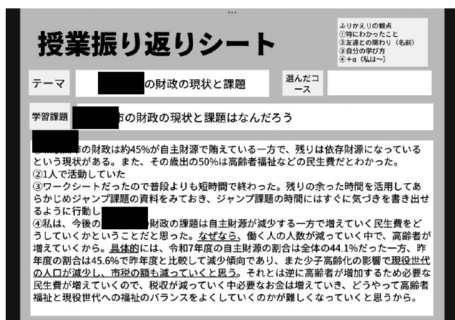 授業振り返りシート
ふりかえりの観点
①特にわかったこと
②友達との関わり（名前）
③自分の学び方
④+α（私は～）
テーマ
の財政の現状と課題
選んだコ
ース
学習課題
市の財政の現状と課題はなんだろう
市の財政は約45%が自主財源で賄えている一方で、残りは依存財源になっている
という現状がある。また、その歳出の50%は高齢者福祉などの民生費だとわかった。
②1人で活動していた
③ワークシートだったので普段よりも短時間で終わった。残りの余った時間を活用してあ
らかじめジャンプ課題の資料をみておき、ジャンプ課題の時間にはすぐに気づきを書き出せ
るように行動し
④私は、今後の
財政の課題は自主財源が減少する一方で増えていく民生費をど
うしていくかということだと思った。なぜなら、働く人の人数が減っていく中で、高齢者が
増えていくから。具体的には、令和7年度の自主財源の割合は全体の44.1%だった一方、昨
年度の割合は45.6%で昨年度と比較して減少傾向であり、また少子高齢化の影響で現役世代
の人口が減少し、市税の額も減っていくと思う。それとは逆に高齢者が増加するため必要な
民生費が増えていくので、税収が減っていく中必要なお金は増えていき、どうやって高齢者
福祉と現役世代への福祉のバランスをよくしていくのかが難しくなっていくと思うから。